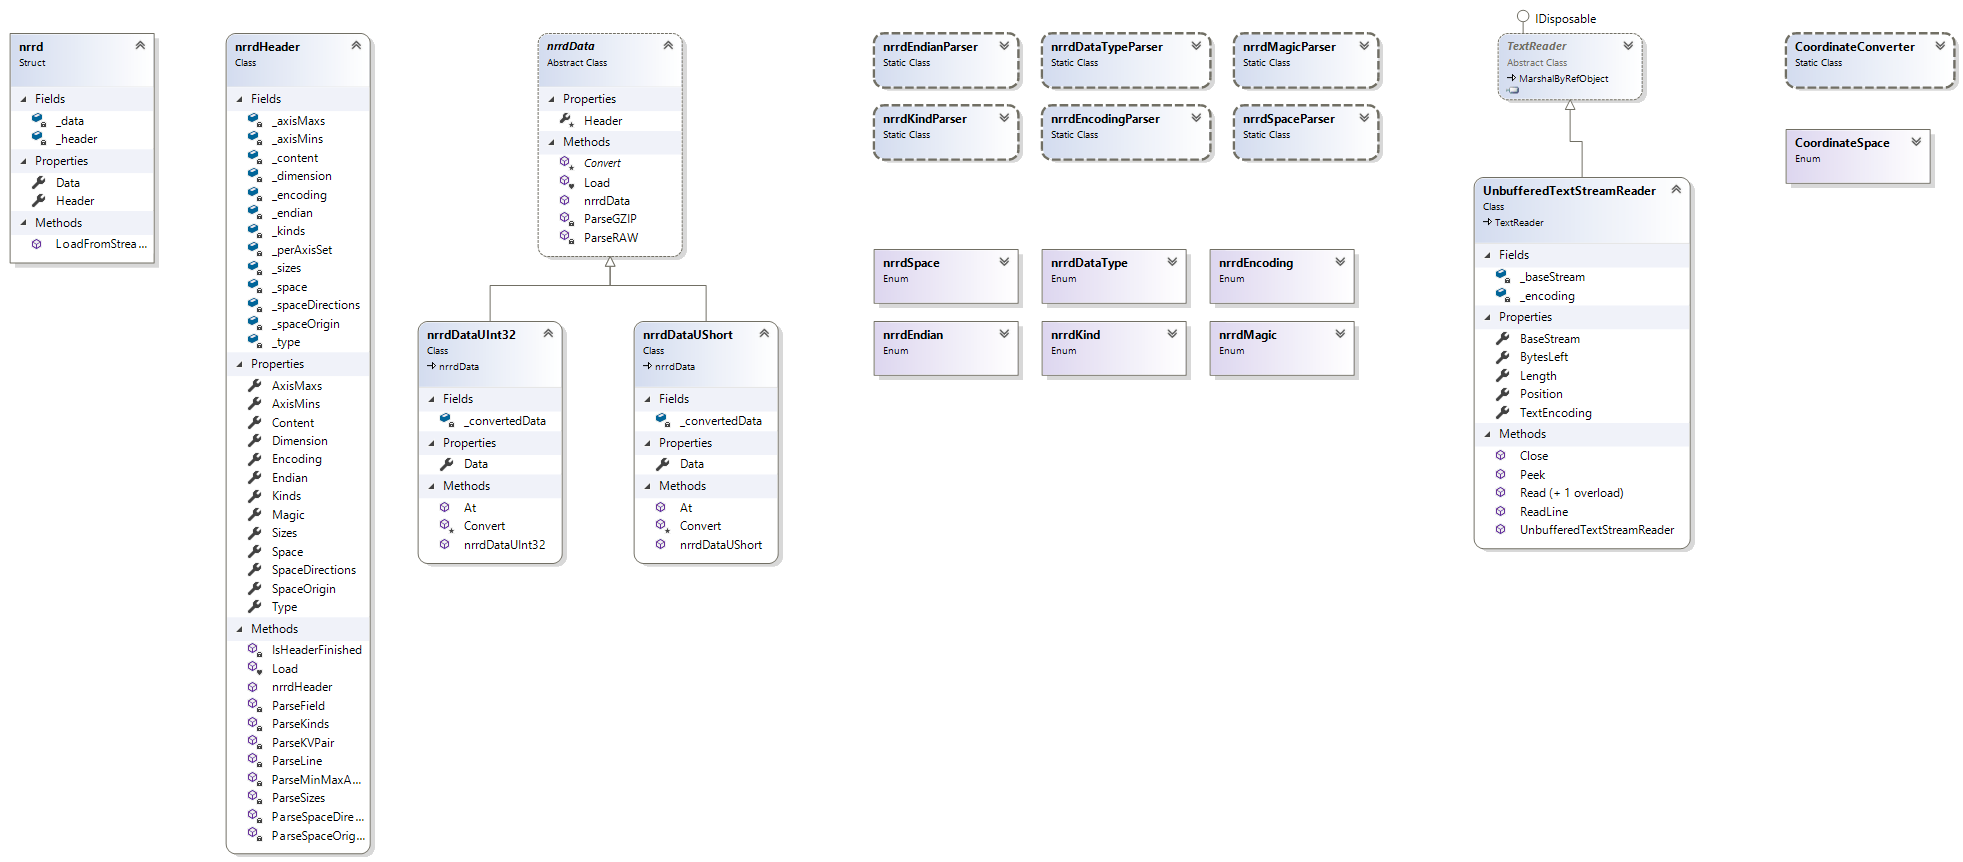 nrrd
Struct
Fields
_data
_header
Properties
Data
Header
Methods
LoadFromStrea...
nrrdHeader
Class
Fields
_axisMaxs
_axisMins
_content
_dimension
_encoding
_endian
_kinds
_perAxisSet
_sizes
_space
_spaceDirections
_spaceOrigin
_type
Properties
AxisMaxs
AxisMins
Content
Dimension
Encoding
Endian
Kinds
Magic
Sizes
Space
SpaceDirections
SpaceOrigin
Type
Methods
IsHeaderFinished
Load
nrrdHeader
ParseField
ParseKinds
ParseKVPair
ParseLine
ParseMinMaxA...
ParseSizes
ParseSpaceDire...
ParseSpaceOrig...
nrrdData
Abstract Class
Properties
Header
Methods
Convert
Load
nrrdData
ParseGZIP
ParseRAW
nrrdDataUInt32
Class
nrrdData
Fields
_convertedData
Properties
Data
Methods
At
Convert
nrrdDataUInt32
nrrdDataUShort
Class
nrrdData
Fields
_convertedData
Properties
Data
Methods
At
Convert
nrrdDataUShort
nrrdEndianParser
Static Class
nrrdDataTypeParser
Static Class
nrrdMagicParser
Static Class
nrrdKindParser
Static Class
nrrdEncodingParser
Static Class
nrrdSpaceParser
Static Class
nrrdSpace
Enum
nrrdDataType
Enum
nrrdEncoding
Enum
nrrdEndian
Enum
nrrdKind
Enum
nrrdMagic
Enum
IDisposable
TextReader
Abstract Class
MarshalByRefObject
UnbufferedTextStreamReader
Class
TextReader
Fields
_baseStream
_encoding
Properties
BaseStream
BytesLeft
Length
Position
TextEncoding
Methods
Close
Peek
Read (+ 1 overload)
ReadLine
UnbufferedTextStreamReader
CoordinateConverter
Static Class
CoordinateSpace
Enum